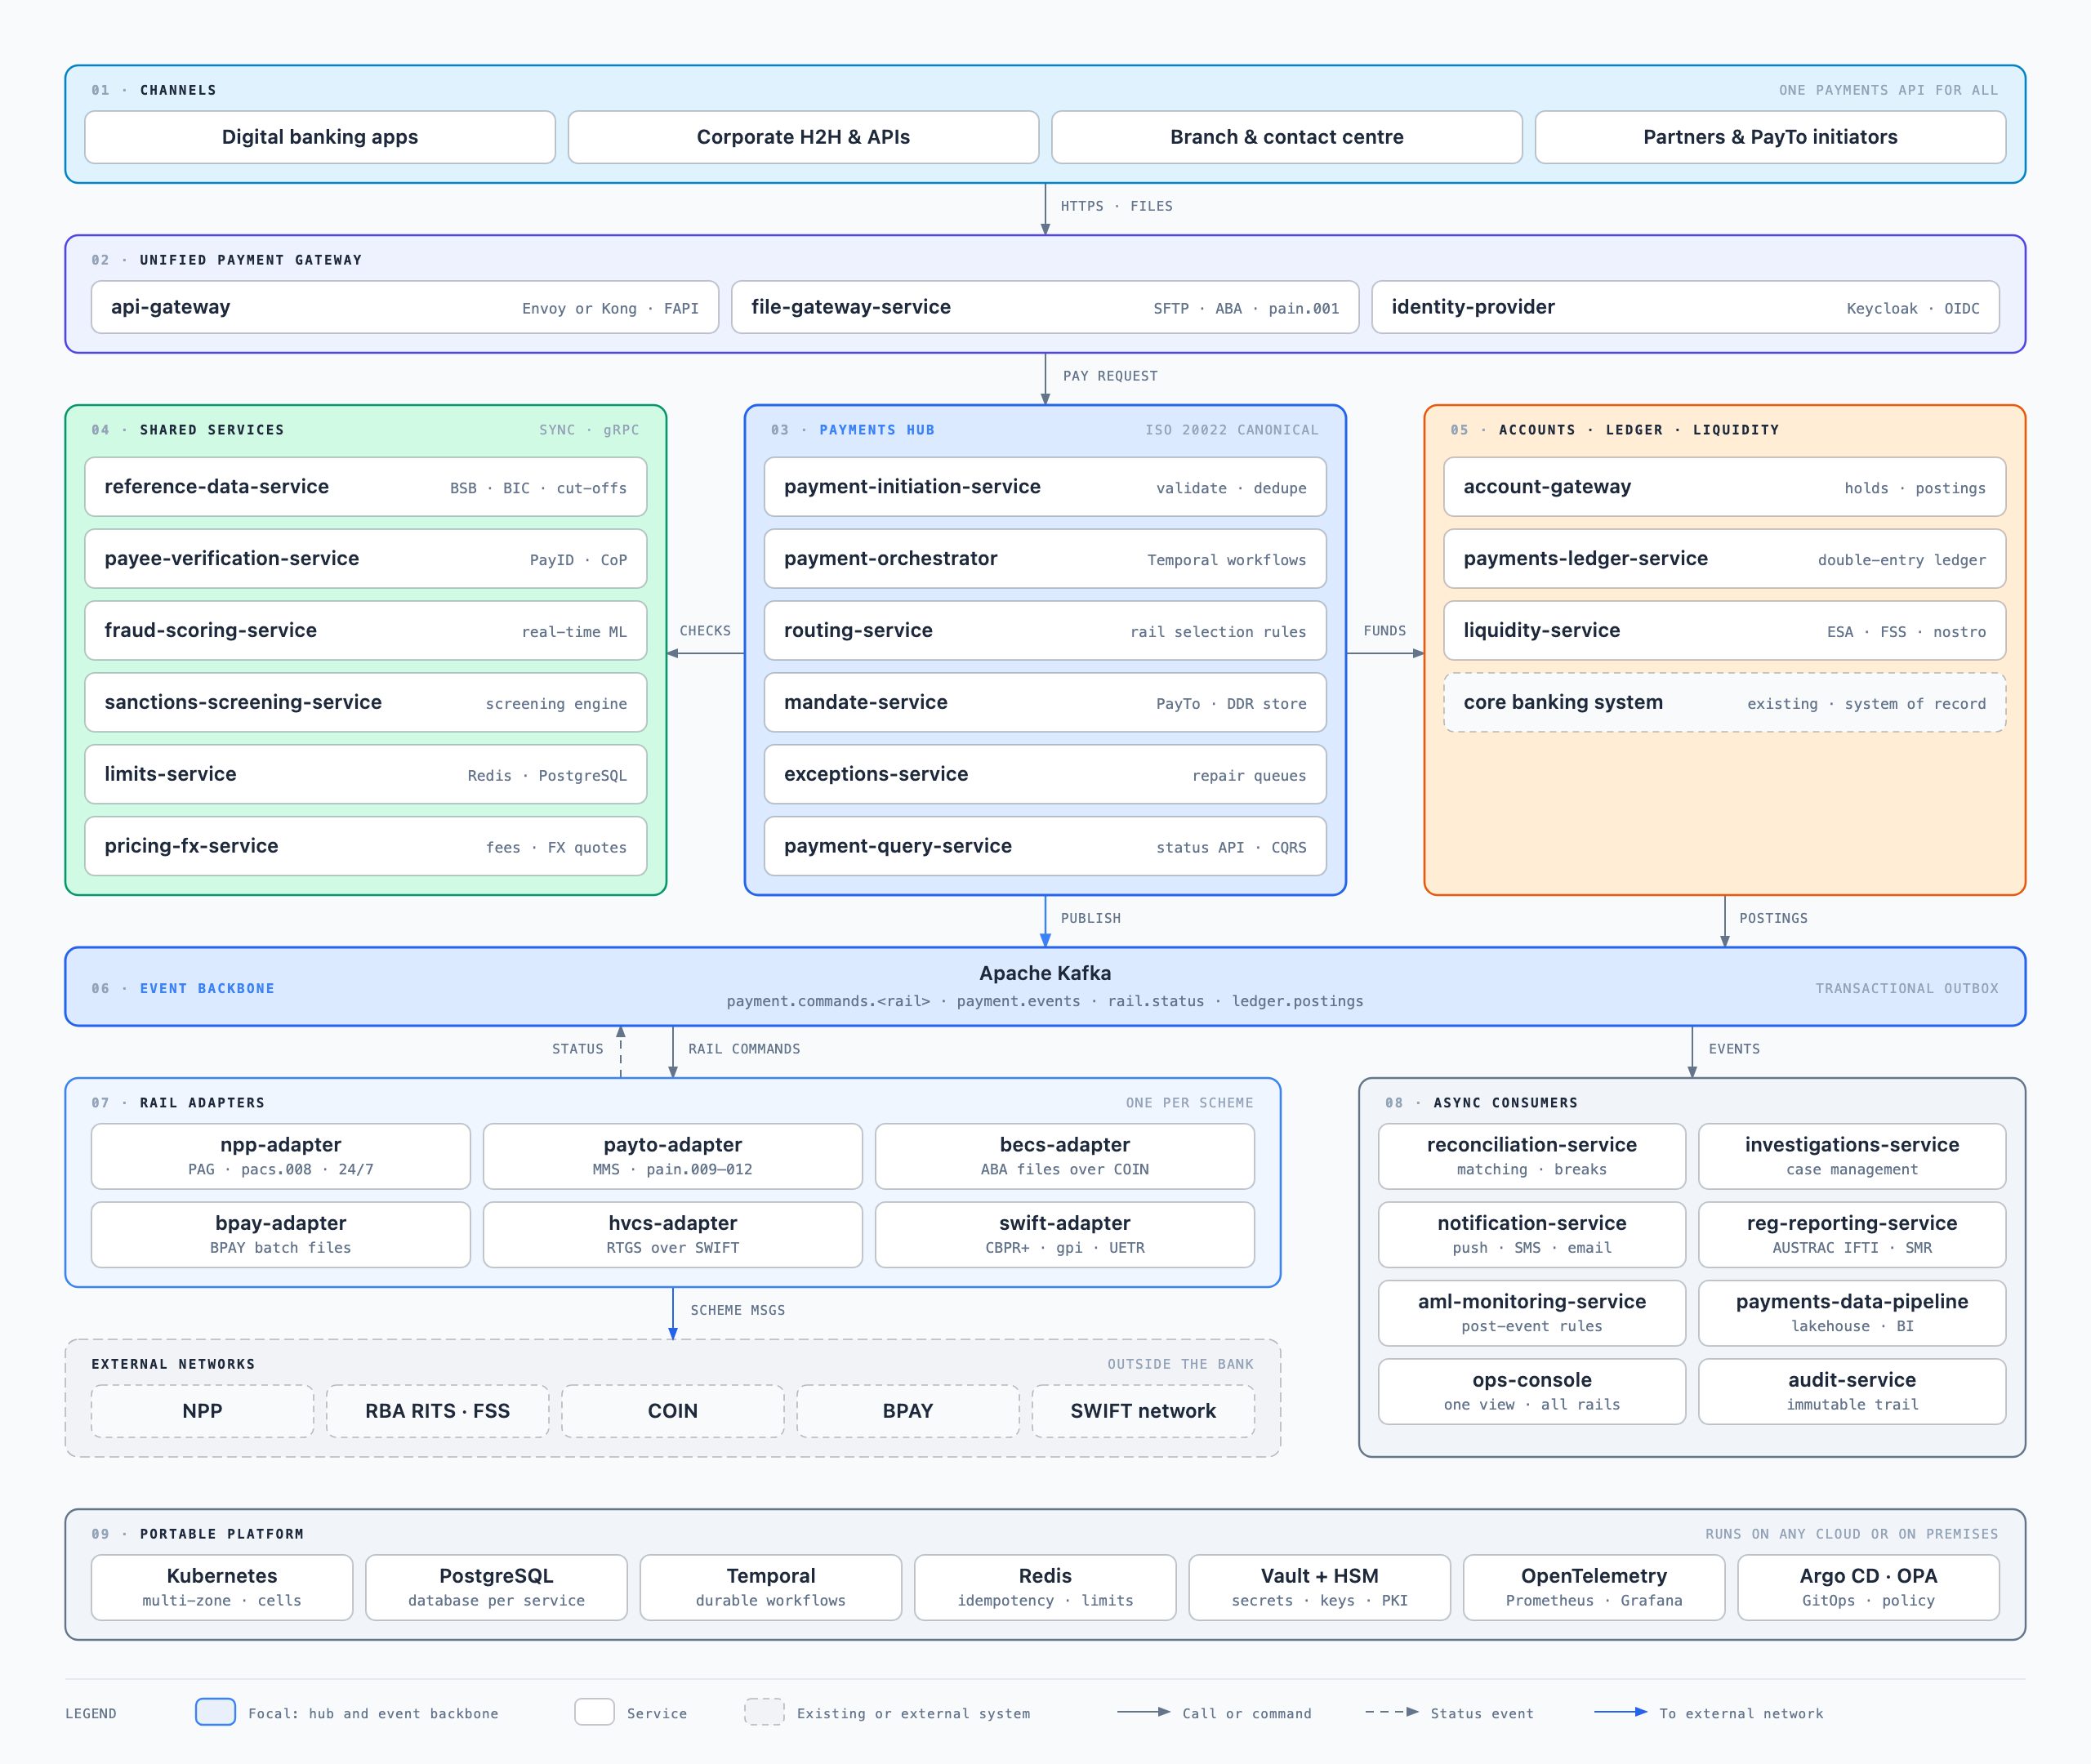 01 · CHANNELS
ONE PAYMENTS API FOR ALL
Digital banking apps
Corporate H2H & APIs
Branch & contact centre
Partners & PayTo initiators
HTTPS · FILES
02 · UNIFIED PAYMENT GATEWAY
api-gateway
Envoy or Kong · FAPI
file-gateway-service
SFTP · ABA · pain.001
identity-provider
Keycloak · OIDC
PAY REQUEST
04 · SHARED SERVICES
SYNC · gRPC
reference-data-service
BSB · BIC · cut-offs
payee-verification-service
PayID · CoP
fraud-scoring-service
real-time ML
sanctions-screening-service
screening engine
limits-service
Redis · PostgreSQL
pricing-fx-service
fees · FX quotes
CHECKS
03 · PAYMENTS HUB
ISO 20022 CANONICAL
payment-initiation-service
validate · dedupe
payment-orchestrator
Temporal workflows
routing-service
rail selection rules
mandate-service
PayTo · DDR store
exceptions-service
repair queues
payment-query-service
status API · CQRS
FUNDS
05 · ACCOUNTS · LEDGER · LIQUIDITY
account-gateway
holds · postings
payments-ledger-service
double-entry ledger
liquidity-service
ESA · FSS · nostro
core banking system
existing · system of record
PUBLISH
POSTINGS
06 · EVENT BACKBONE
Apache Kafka
payment.commands.<rail> · payment.events · rail.status · ledger.postings
TRANSACTIONAL OUTBOX
STATUS
RAIL COMMANDS
EVENTS
07 · RAIL ADAPTERS
ONE PER SCHEME
npp-adapter
PAG · pacs.008 · 24/7
payto-adapter
MMS · pain.009–012
becs-adapter
ABA files over COIN
bpay-adapter
BPAY batch files
hvcs-adapter
RTGS over SWIFT
swift-adapter
CBPR+ · gpi · UETR
SCHEME MSGS
EXTERNAL NETWORKS
OUTSIDE THE BANK
NPP
RBA RITS · FSS
COIN
BPAY
SWIFT network
08 · ASYNC CONSUMERS
reconciliation-service
matching · breaks
investigations-service
case management
notification-service
push · SMS · email
reg-reporting-service
AUSTRAC IFTI · SMR
aml-monitoring-service
post-event rules
payments-data-pipeline
lakehouse · BI
ops-console
one view · all rails
audit-service
immutable trail
09 · PORTABLE PLATFORM
RUNS ON ANY CLOUD OR ON PREMISES
Kubernetes
multi-zone · cells
PostgreSQL
database per service
Temporal
durable workflows
Redis
idempotency · limits
Vault + HSM
secrets · keys · PKI
OpenTelemetry
Prometheus · Grafana
Argo CD · OPA
GitOps · policy
LEGEND
Focal: hub and event backbone
Service
Existing or external system
Call or command
Status event
To external network